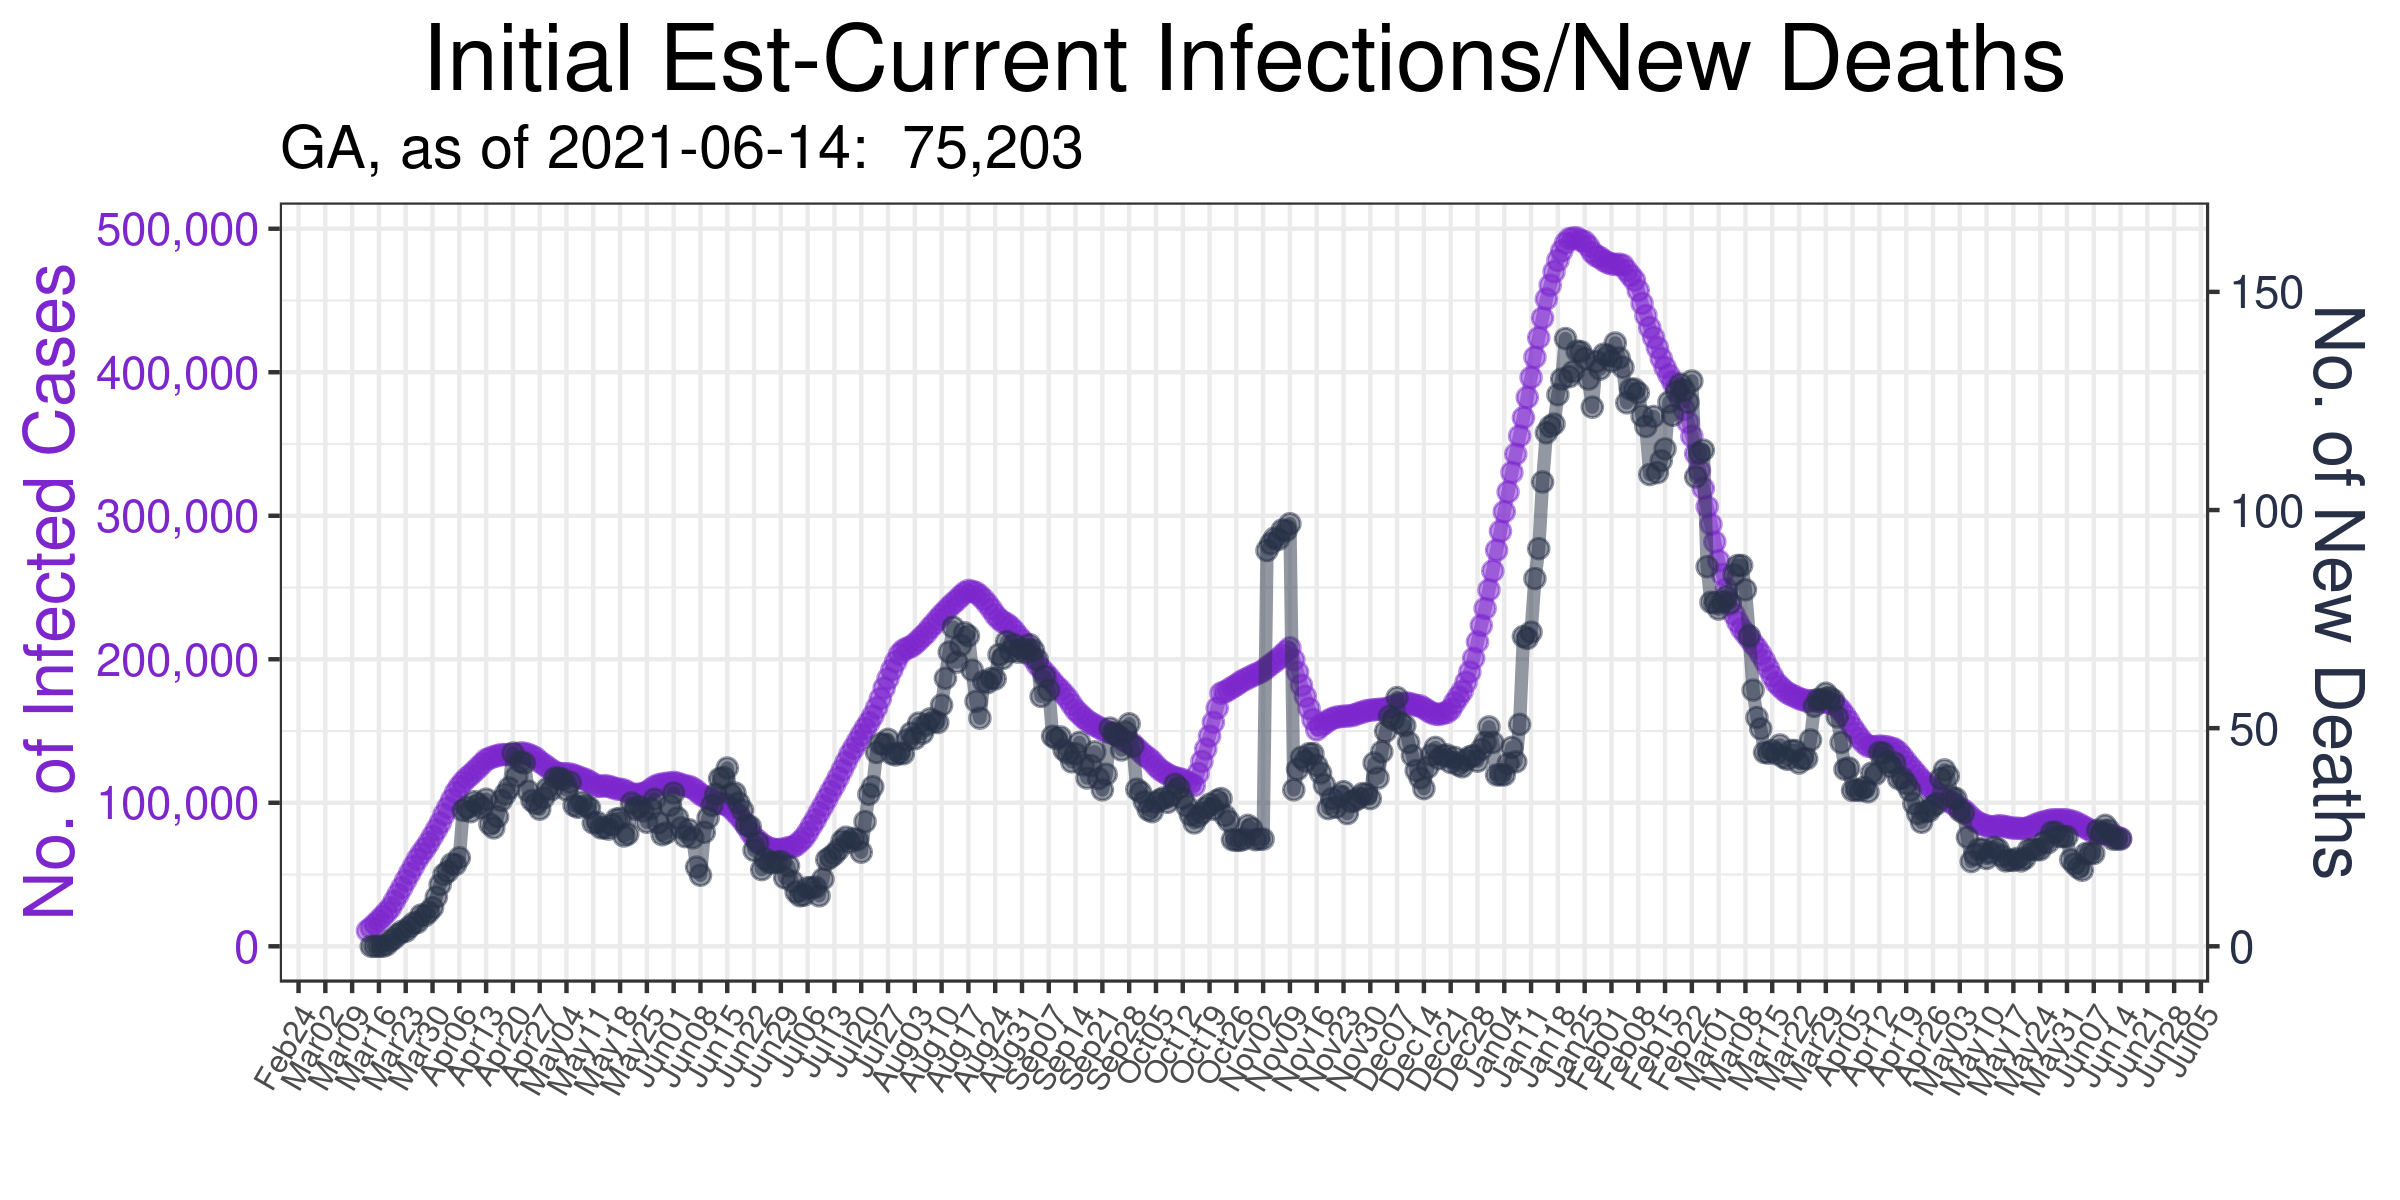 Initial Est-Current Infections/New Deaths
GA, as of 2021-06-14: 75,203
No. of Infected Cases
500,000
400,000
300,000
200,000
100,000
0
150
100
50
0
No. of New Deaths
Feb24
Mar02
Mar09
Mar16
Mar23
Mar30
Apr06
Apr13
Apr20
Apr27
May04
May11
May18
May25
Jun01
Jun08
Jun15
Jun22
Jun29
Jul06
Jul13
Jul20
Jul27
Aug03
Aug10
Aug17
Aug24
Aug31
Sep07
Sep14
Sep21
Sep28
Oct05
Oct12
Oct19
Oct26
Nov02
Nov09
Nov16
Nov23
Nov30
Dec07
Dec14
Dec21
Dec28
Jan04
Jan11
Jan18
Jan25
Feb01
Feb08
Feb15
Feb22
Mar01
Mar08
Mar15
Mar22
Mar29
Apr05
Apr12
Apr19
Apr26
May03
May10
May17
May24
May31
Jun07
Jun14
Jun21
Jun28
Jul05